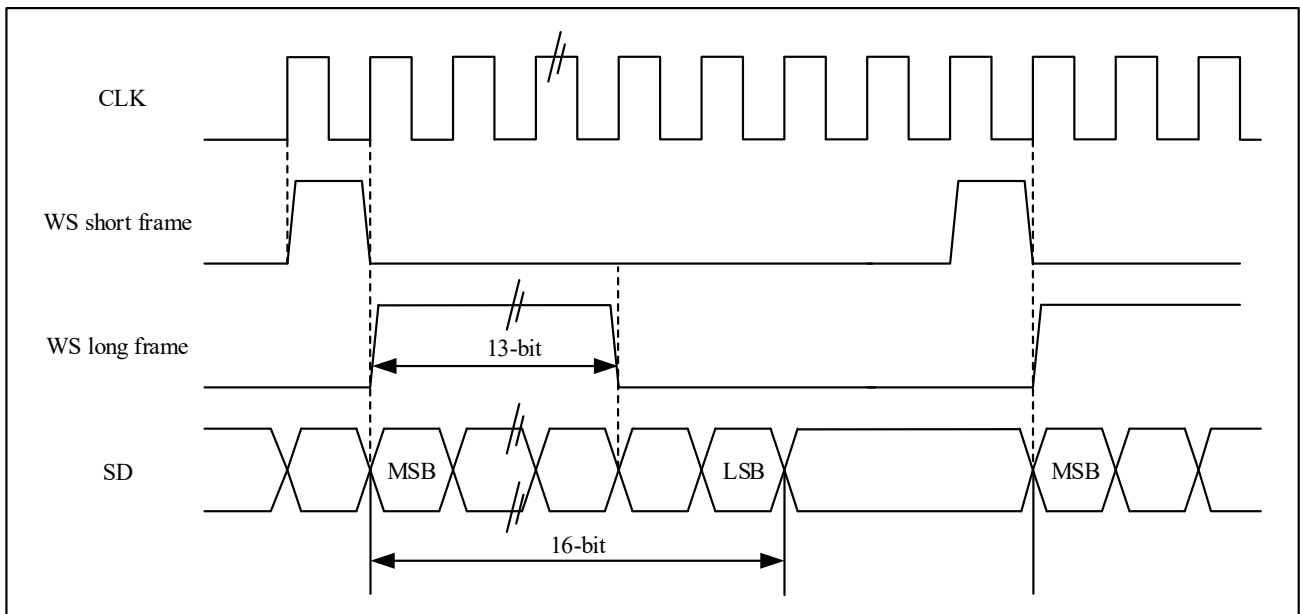 CLK
WS short frame
WS long frame
13-bit
SD
MSB
LSB
MSB
16-bit